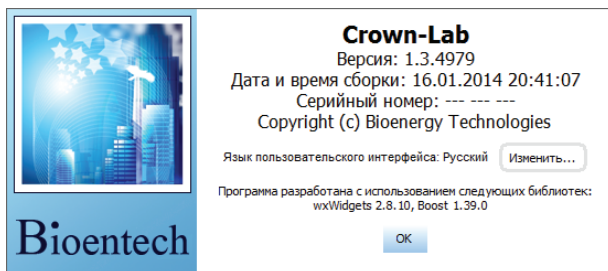 Crown-Lab
Версия: 1.3.4979
Дата и время сборки: 16.01.2014 20:41:07
Серийный номер: --- --- ---
Copyright (c) Bioenergy Technologies
Язык пользовательского интерфейса: Русский Изменить...
Программа разработана с использованием следующих библиотек:
wxWidgets 2.8.10, Boost 1.39.0
Bioentech
OK